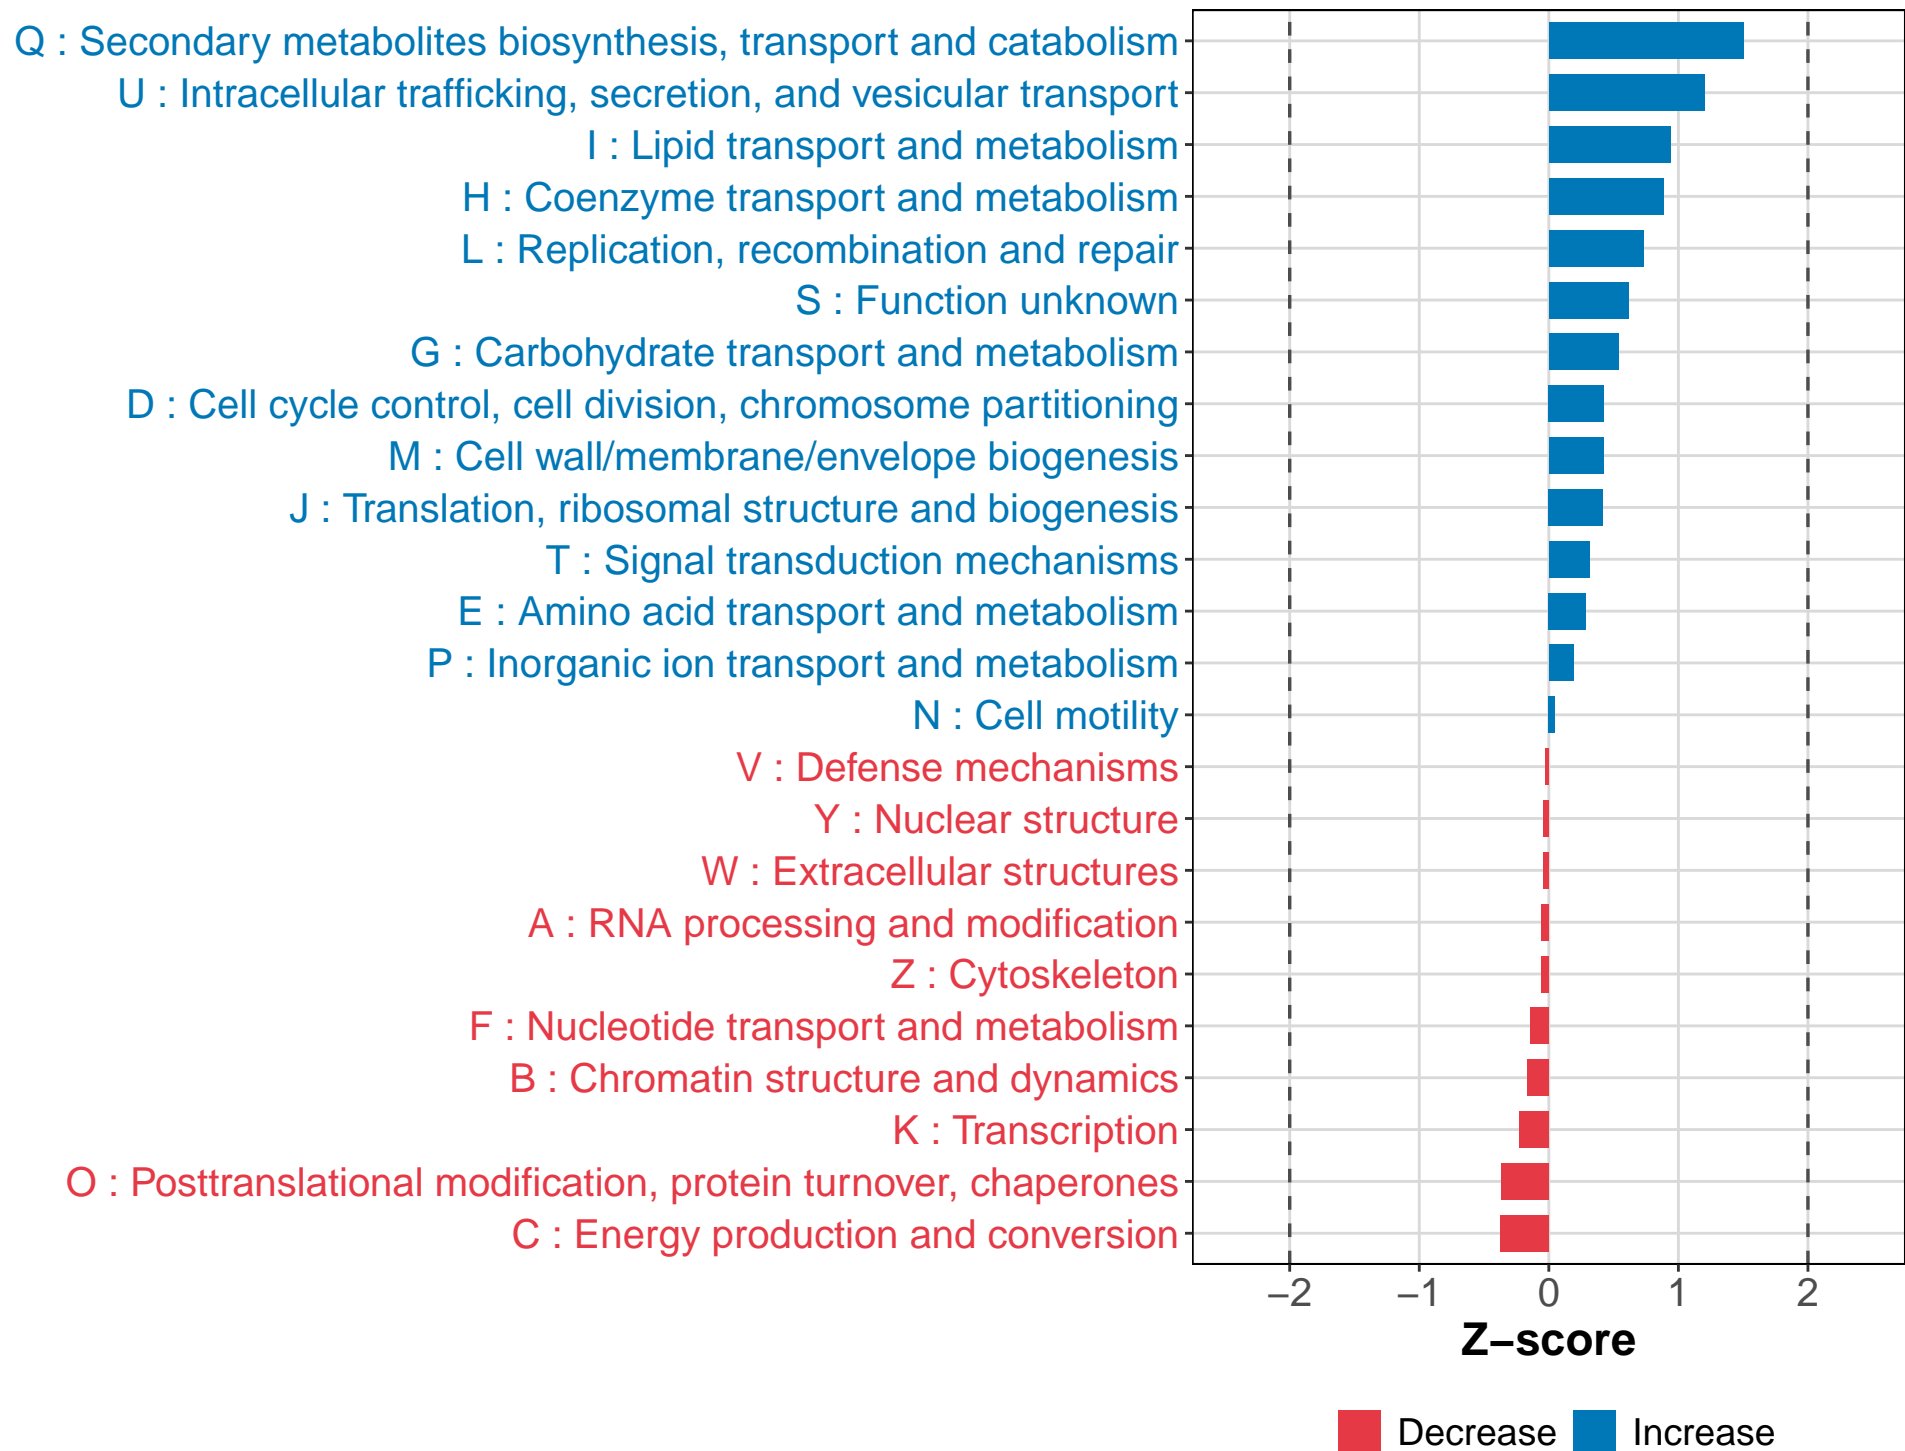 Q : Secondary metabolites biosynthesis, transport and catabolism
U : Intracellular trafficking, secretion, and vesicular transport
I : Lipid transport and metabolism
H : Coenzyme transport and metabolism
L : Replication, recombination and repair
S : Function unknown
G : Carbohydrate transport and metabolism
D : Cell cycle control, cell division, chromosome partitioning
M : Cell wall/membrane/envelope biogenesis
J : Translation, ribosomal structure and biogenesis
T : Signal transduction mechanisms
E : Amino acid transport and metabolism
P : Inorganic ion transport and metabolism
N : Cell motility
V : Defense mechanisms
Y : Nuclear structure
W : Extracellular structures
A : RNA processing and modification
Z : Cytoskeleton
F : Nucleotide transport and metabolism
B : Chromatin structure and dynamics
K : Transcription
O : Posttranslational modification, protein turnover, chaperones
C : Energy production and conversion
−2 −1 0 1 2
Z−score
Decrease Increase